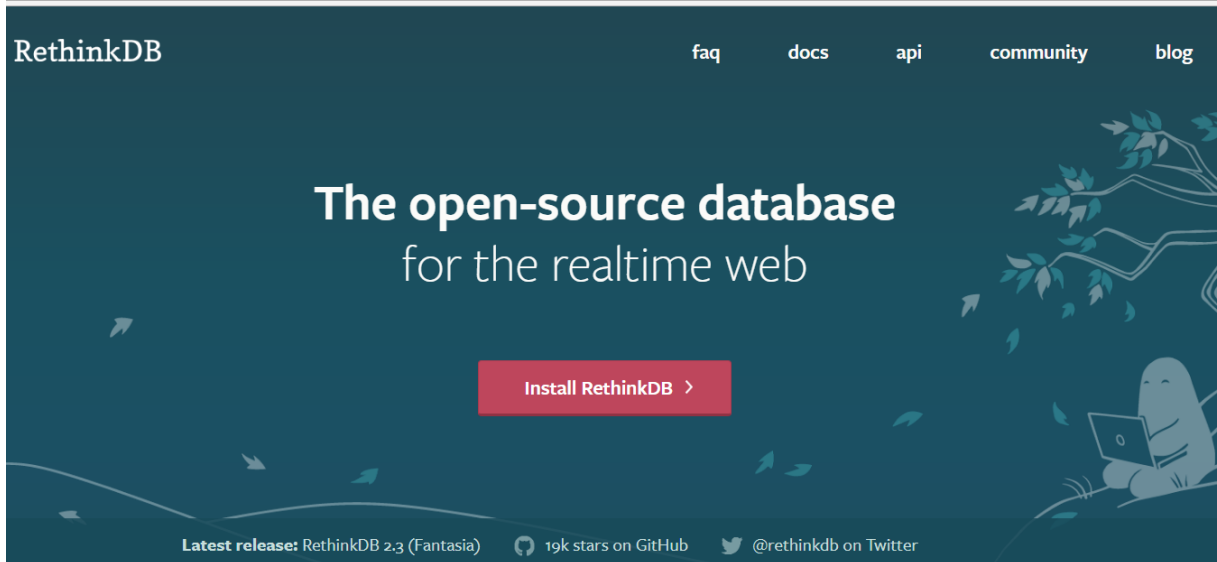 RethinkDB
faq docs api community blog
The open-source database
for the realtime web
Install RethinkDB
Latest release: RethinkDB 2.3 (Fantasia) 19k stars on GitHub @rethinkdb on Twitter